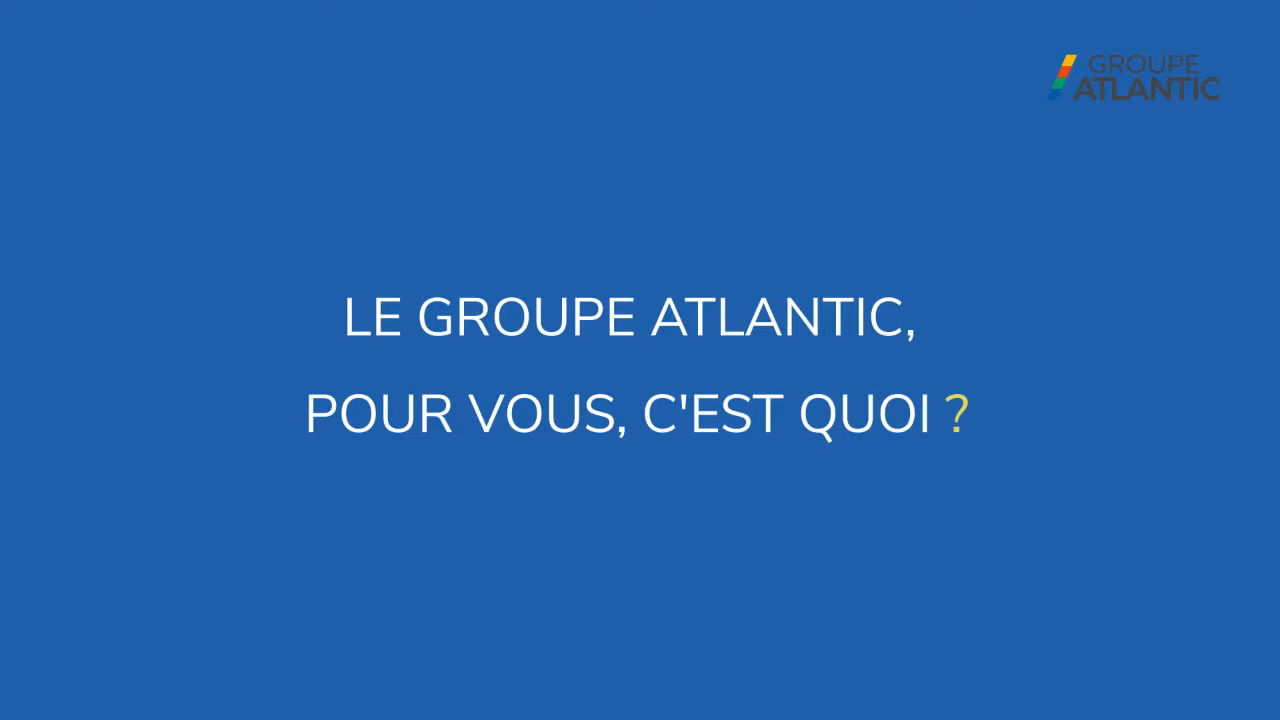 GROUPE
ATLANTIC
LE GROUPE ATLANTIC,
POUR VOUS, C'EST QUOI ?